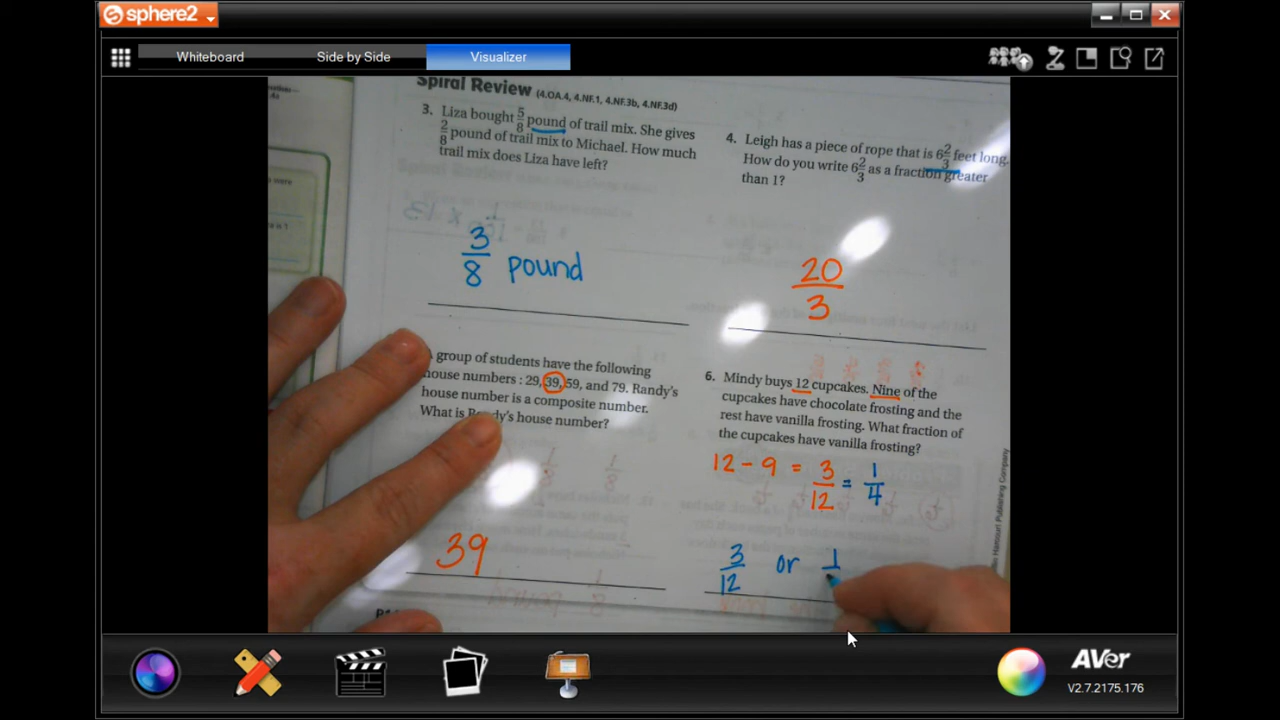 sphere2
Whiteboard
Side by Side
Visualizer
Spiral Review (4.OA.4, 4.NF.1, 4.NF.3b, 4.NF.3d)
3. Liza bought 5/8 pound of trail mix. She gives
2/8 pound of trail mix to Michael. How much
trail mix does Liza have left?
3/8 pound
4. Leigh has a piece of rope that is 6 2/3 feet long.
How do you write 6 2/3 as a fraction greater
than 1?
20/3
A group of students have the following
house numbers : 29, 39, 59, and 79. Randy's
house number is a composite number.
What is Randy's house number?
39
6. Mindy buys 12 cupcakes. Nine of the
cupcakes have chocolate frosting and the
rest have vanilla frosting. What fraction of
the cupcakes have vanilla frosting?
12 - 9 = 3/12 = 1/4
3/12 or 1
Harcourt Publishing Company
AVer
V2.7.2175.176